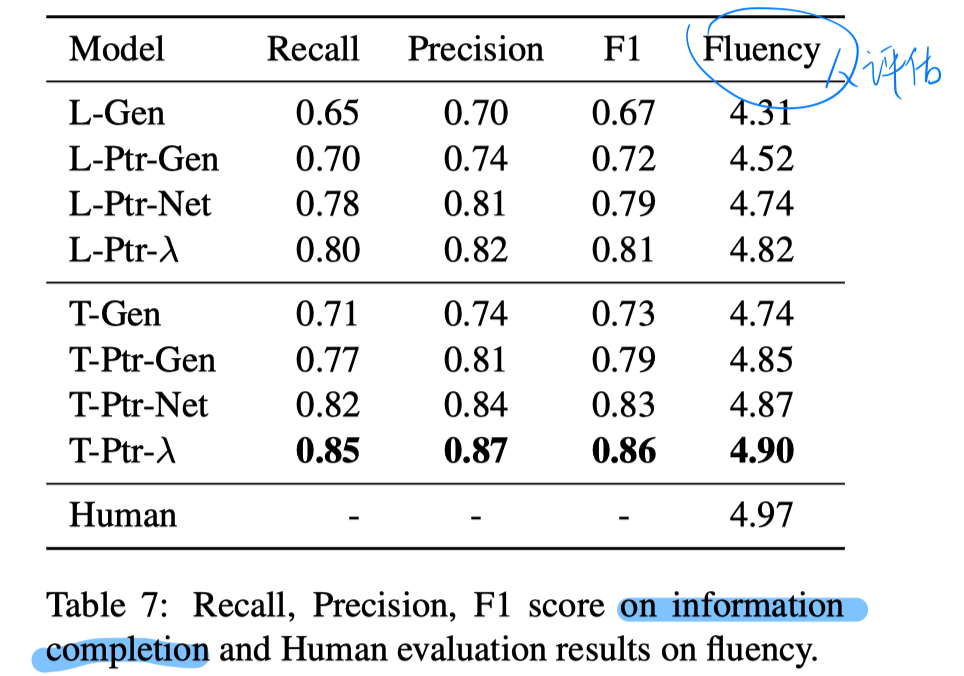 Model Recall Precision F1 Fluency 人评估
L-Gen 0.65 0.70 0.67 4.31
L-Ptr-Gen 0.70 0.74 0.72 4.52
L-Ptr-Net 0.78 0.81 0.79 4.74
L-Ptr-λ 0.80 0.82 0.81 4.82
T-Gen 0.71 0.74 0.73 4.74
T-Ptr-Gen 0.77 0.81 0.79 4.85
T-Ptr-Net 0.82 0.84 0.83 4.87
T-Ptr-λ 0.85 0.87 0.86 4.90
Human - - - 4.97
Table 7: Recall, Precision, F1 score on information
completion and Human evaluation results on fluency.